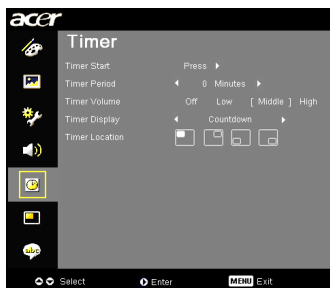 acer
Timer
Timer Start Press
Timer Period 0 Minutes
Timer Volume Off Low [ Middle ] High
Timer Display Countdown
Timer Location
abc
Select Enter MENU Exit